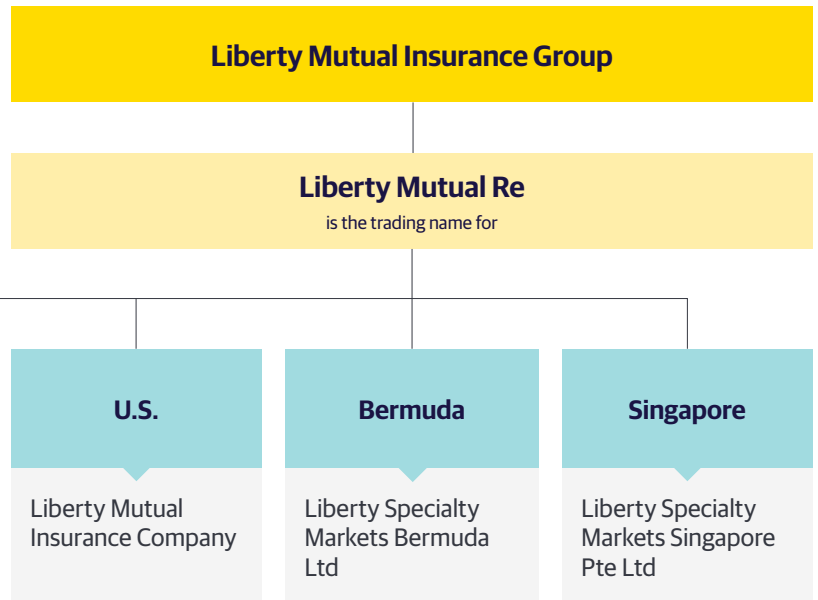 Liberty Mutual Insurance Group
Liberty Mutual Re
is the trading name for
U.S.
Liberty Mutual
Insurance Company
Bermuda
Liberty Specialty
Markets Bermuda
Ltd
Singapore
Liberty Specialty
Markets Singapore
Pte Ltd